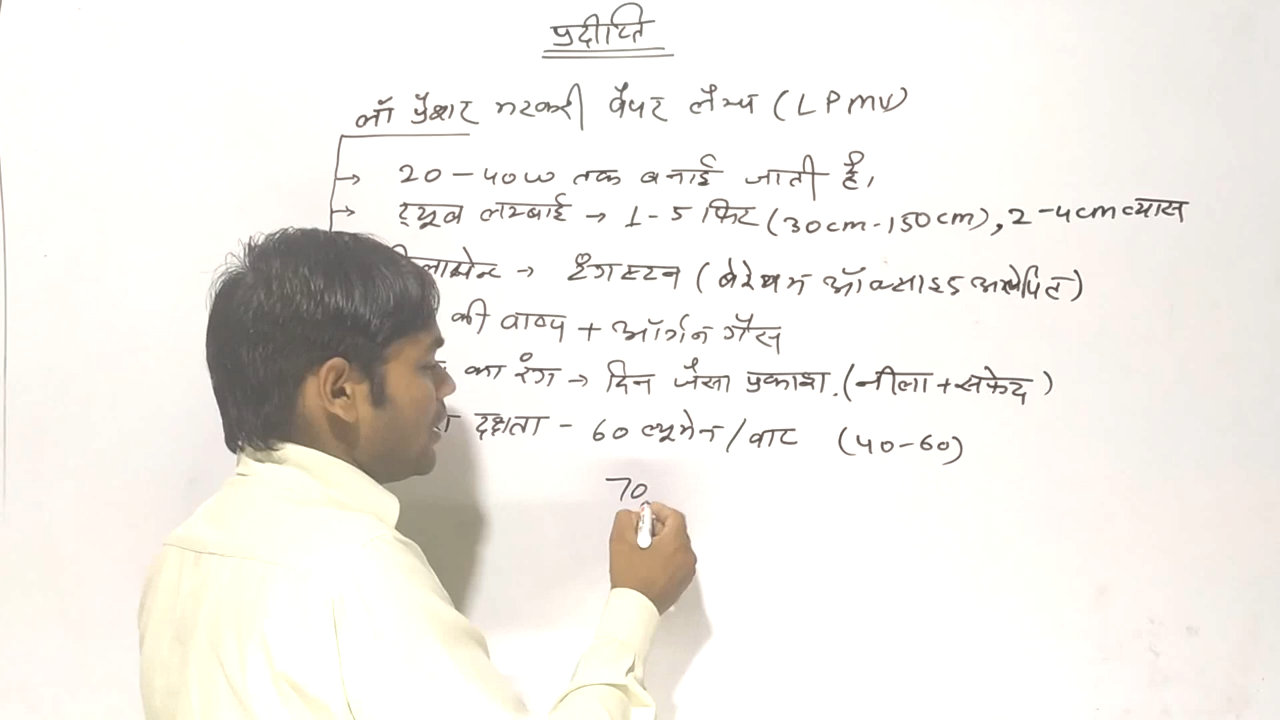 प्रदीप्ति
लॉ प्रैशर मरकरी वैपर लैम्प (LPMV)
→ 20-40W तक बनाई जाती है।
→ ट्यूब लम्बाई → 1-5 फिट (30cm-150cm), 2-4cm व्यास
→ टंगस्टन (बेरियम ऑक्साइड आलेपित)
की वाष्प + ऑर्गन गैस
का रंग → दिन जैसा प्रकाश. (नीला + सफेद)
दक्षता - 60 ल्यूमेन/वाट (40-60)
70